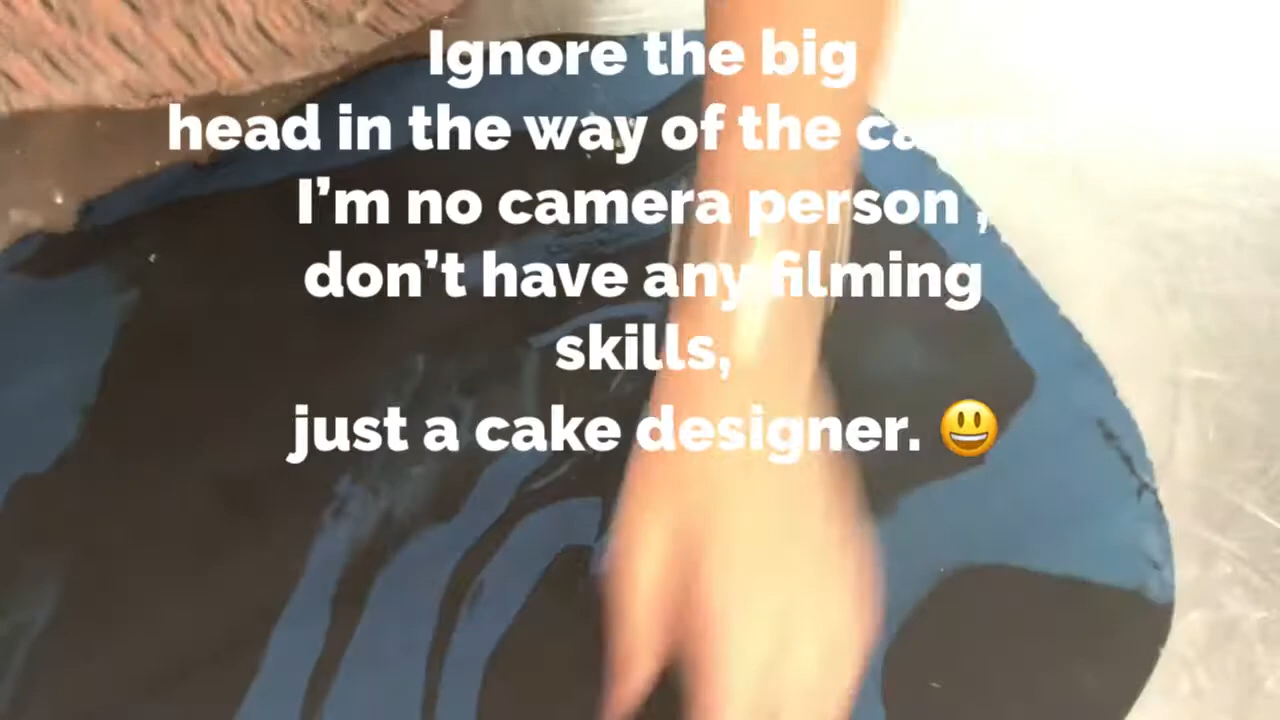 Ignore the big
head in the way of the
I'm no camera person ,
don't have any filming
skills,
just a cake designer. 😃